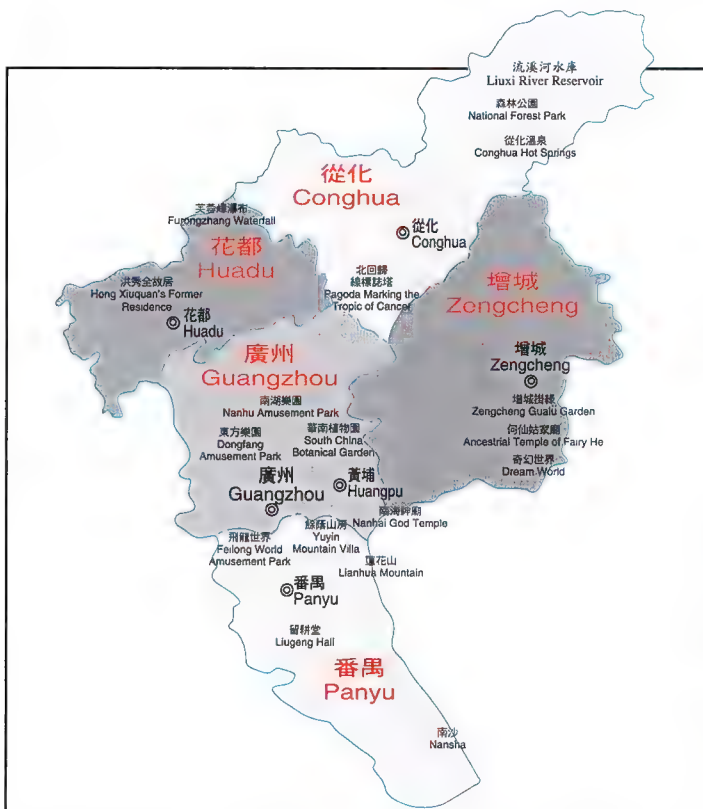 流溪河水庫
Liuxi River Reservoir
森林公園
National Forest Park
從化溫泉
Conghua Hot Springs
從化
Conghua
芙蓉嶂瀑布
Furongzhang Waterfall
從化
Conghua
花都
Huadu
北回歸
線標誌塔
Pagoda Marking the
Tropic of Cancer
增城
Zengcheng
洪秀全故居
Hong Xiuquan's Former
Residence
花都
Huadu
廣州
Guangzhou
增城
Zengcheng
南湖樂園
Nanhu Amusement Park
增城掛綠
Zengcheng Gualu Garden
東方樂園
Dongfang
Amusement Park
華南植物園
South China
Botanical Garden
何仙姑家廟
Ancestrial Temple of Fairy He
奇幻世界
Dream World
廣州
Guangzhou
黃埔
Huangpu
南海神廟
Nanhai God Temple
飛龍世界
Feilong World
Amusement Park
餘蔭山房
Yuyin
Mountain Villa
蓮花山
Lianhua Mountain
番禺
Panyu
留耕堂
Liugeng Hall
番禺
Panyu
南沙
Nansha